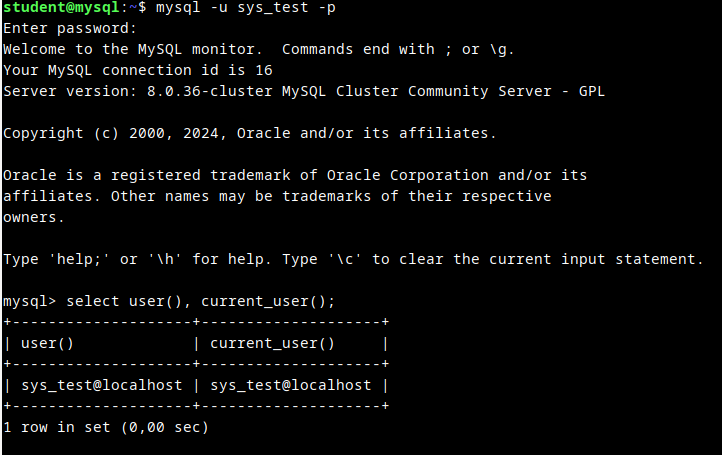 student@mysql:~$ mysql -u sys_test -p
Enter password:
Welcome to the MySQL monitor.  Commands end with ; or \g.
Your MySQL connection id is 16
Server version: 8.0.36-cluster MySQL Cluster Community Server - GPL

Copyright (c) 2000, 2024, Oracle and/or its affiliates.

Oracle is a registered trademark of Oracle Corporation and/or its
affiliates. Other names may be trademarks of their respective
owners.

Type 'help;' or '\h' for help. Type '\c' to clear the current input statement.

mysql> select user(), current_user();
+--------------------+--------------------+
| user()             | current_user()     |
+--------------------+--------------------+
| sys_test@localhost | sys_test@localhost |
+--------------------+--------------------+
1 row in set (0,00 sec)